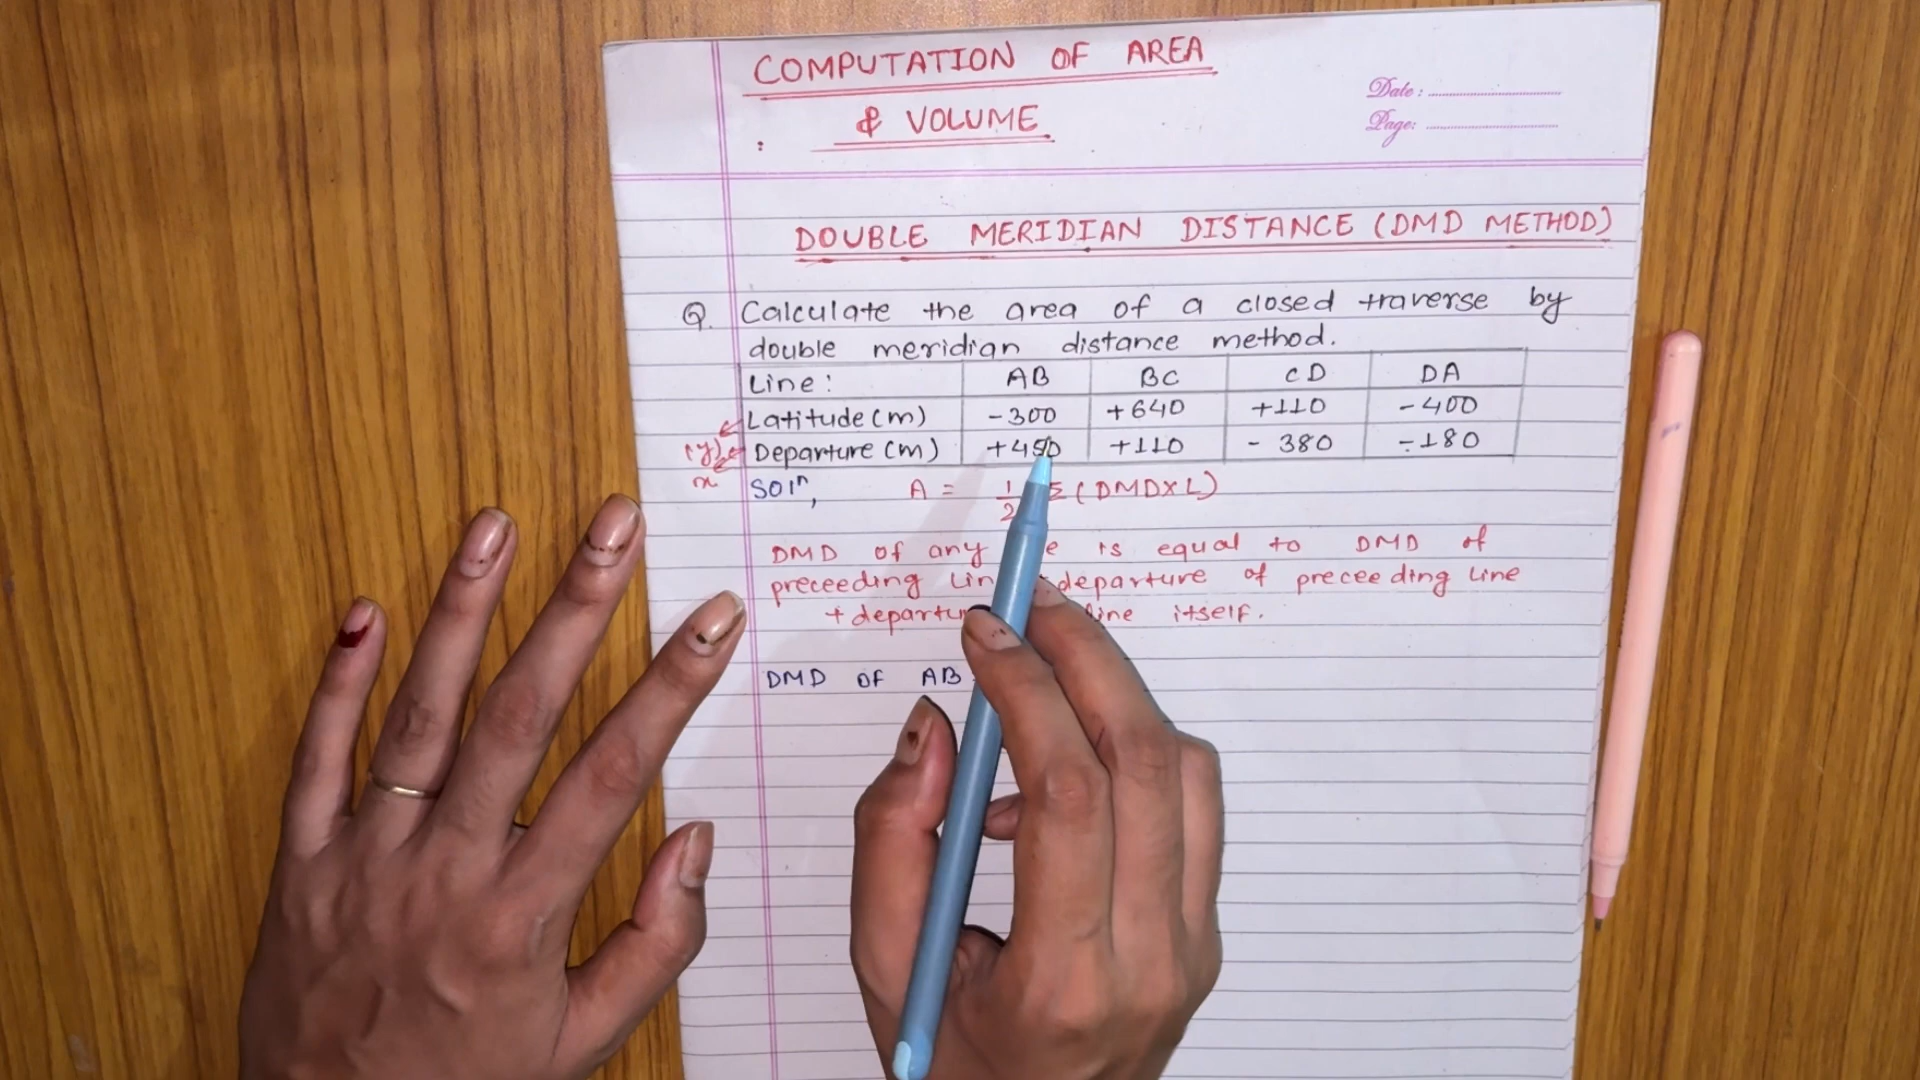 COMPUTATION OF AREA
& VOLUME
Date :
Page:
DOUBLE MERIDIAN DISTANCE (DMD METHOD)
Q. Calculate the area of a closed traverse by
double meridian distance method.
Line: AB BC CD DA
Latitude (m) -300 +640 +110 -400
(y) Departure (m) +450 +110 - 380 -180
x Solⁿ, A = 1/2 Σ (DMD×L)
DMD of any is equal to DMD of
preceeding departure of preceeding line
+ itself.
DMD OF AB